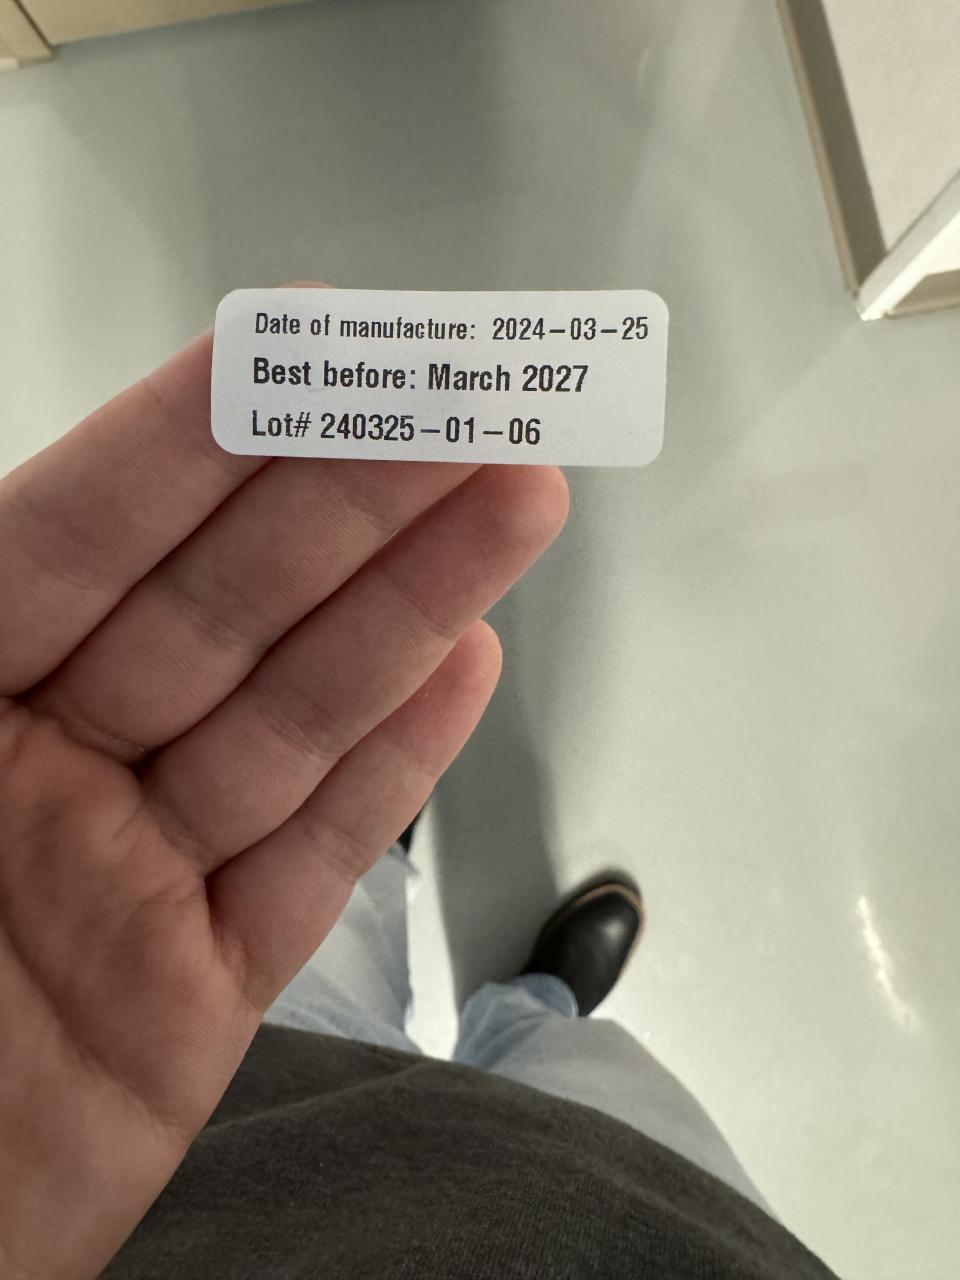 Date of manufacture: 2024-03-25
Best before: March 2027
Lot# 240325-01-06